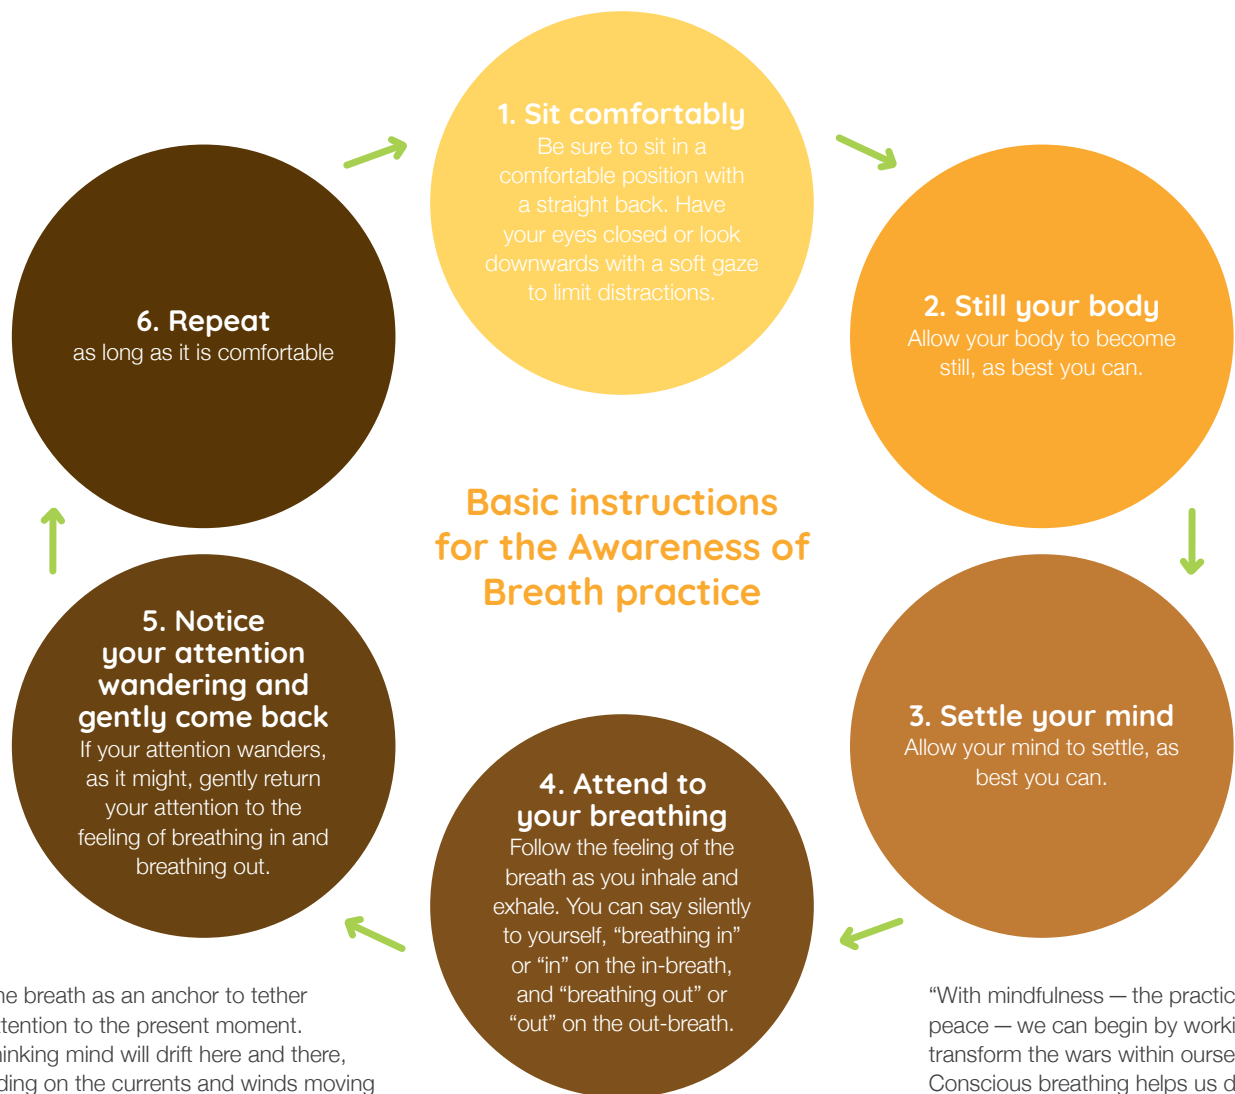 1. Sit comfortably
Be sure to sit in a
comfortable position with
a straight back. Have
your eyes closed or look
downwards with a soft gaze
to limit distractions.
2. Still your body
Allow your body to become
still, as best you can.
3. Settle your mind
Allow your mind to settle, as
best you can.
4. Attend to
your breathing
Follow the feeling of the
breath as you inhale and
exhale. You can say silently
to yourself, “breathing in”
or “in” on the in-breath,
and “breathing out” or
“out” on the out-breath.
5. Notice
your attention
wandering and
gently come back
If your attention wanders,
as it might, gently return
your attention to the
feeling of breathing in and
breathing out.
6. Repeat
as long as it is comfortable
Basic instructions
for the Awareness of
Breath practice
breath as an anchor to tether
to the present moment.
mind will drift here and there,
on the currents and winds moving
“With mindfulness — the
peace — we can begin by
transform the wars within
Conscious breathing helps us